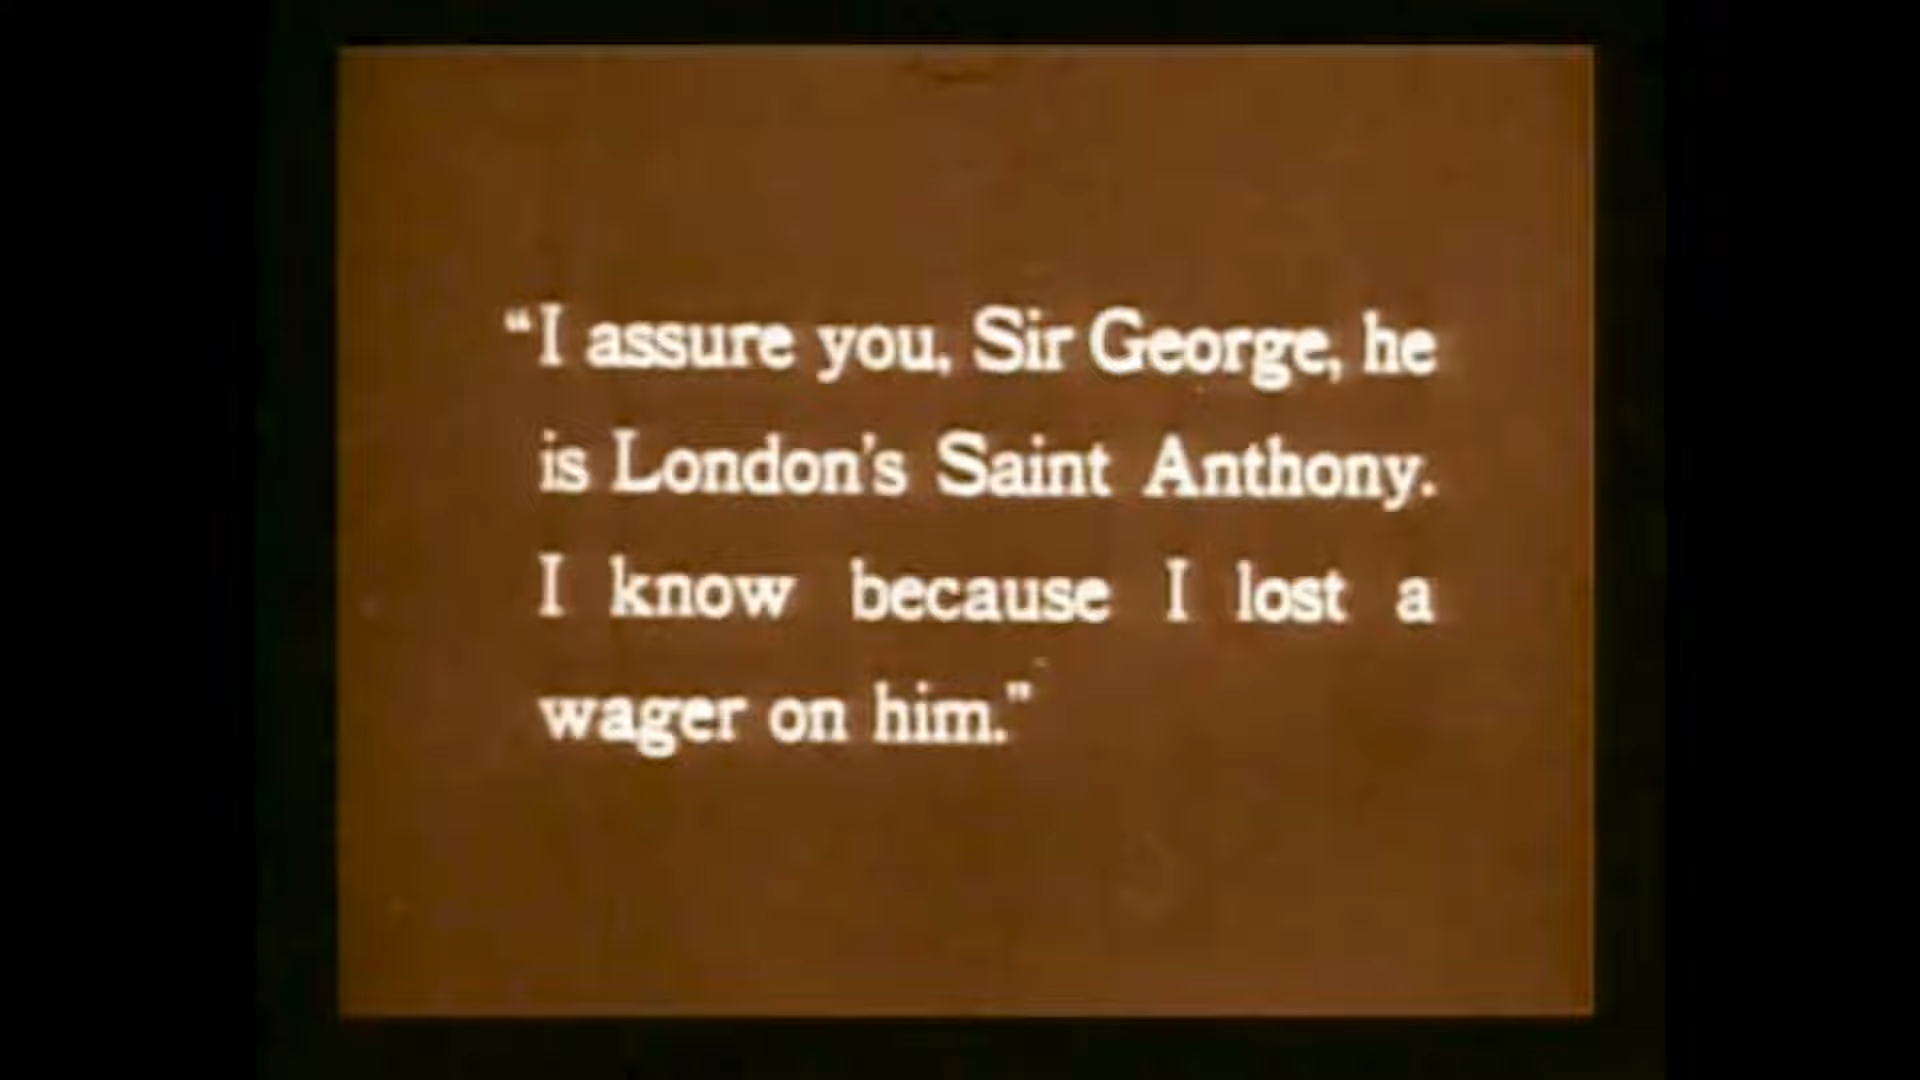 “I assure you, Sir George, he
is London's Saint Anthony.
I know because I lost a
wager on him.”